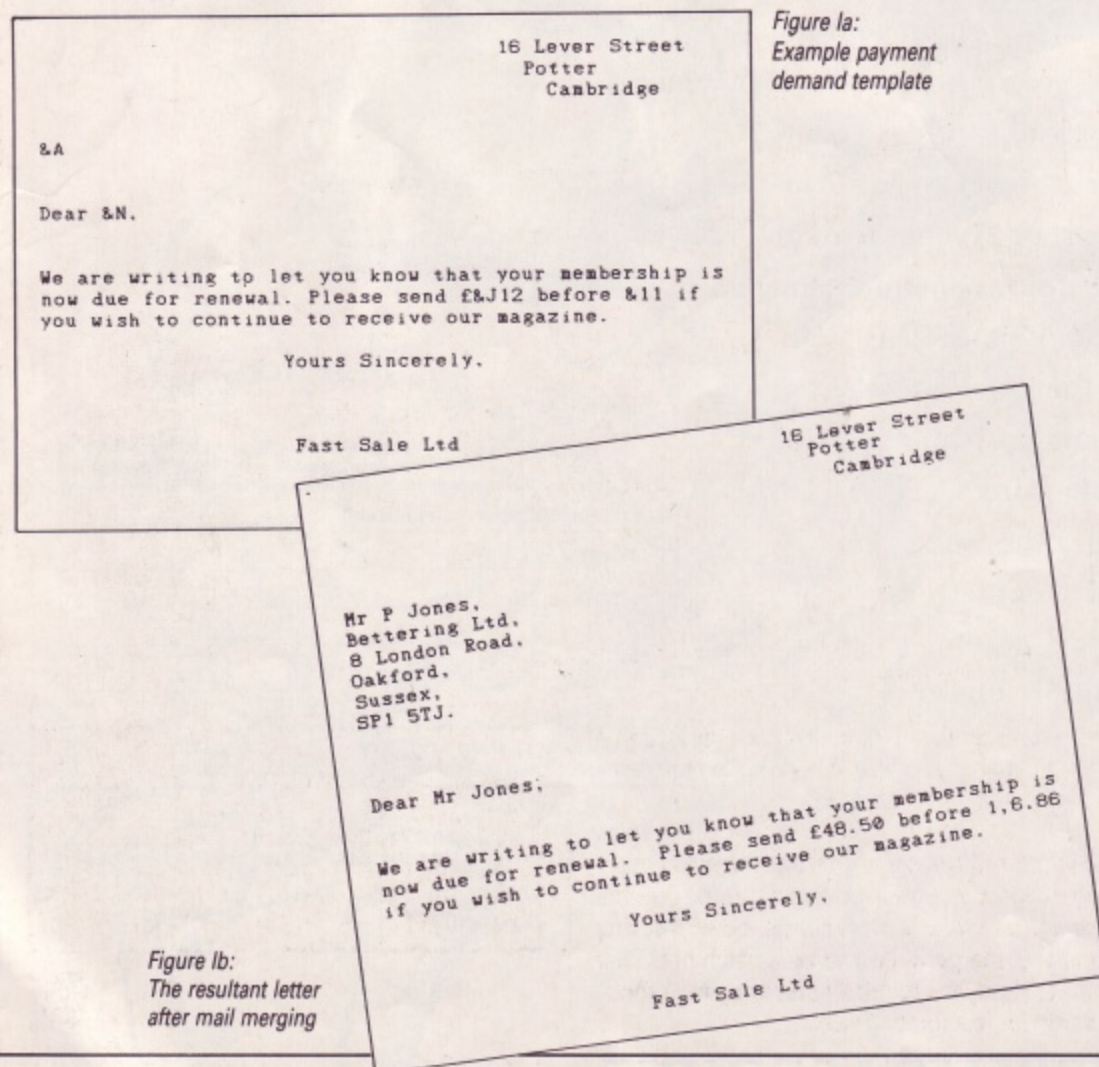 16 Lever Street
Potter
Cambridge
Figure Ia:
Example payment
demand template
&A
Dear &N.
We are writing to let you know that your membership is
now due for renewal. Please send £&J12 before &11 if
you wish to continue to receive our magazine.
Yours Sincerely.
Fast Sale Ltd
16 Lever Street
Potter
Cambridge
Mr P Jones.
Bettering Ltd.
8 London Road.
Oakford.
Sussex.
SP1 5TJ.
Dear Mr Jones;
We are writing to let you know that your membership is
now due for renewal. Please send £48.50 before 1,6.86
if you wish to continue to receive our magazine.
Yours Sincerely.
Fast Sale Ltd
Figure Ib:
The resultant letter
after mail merging